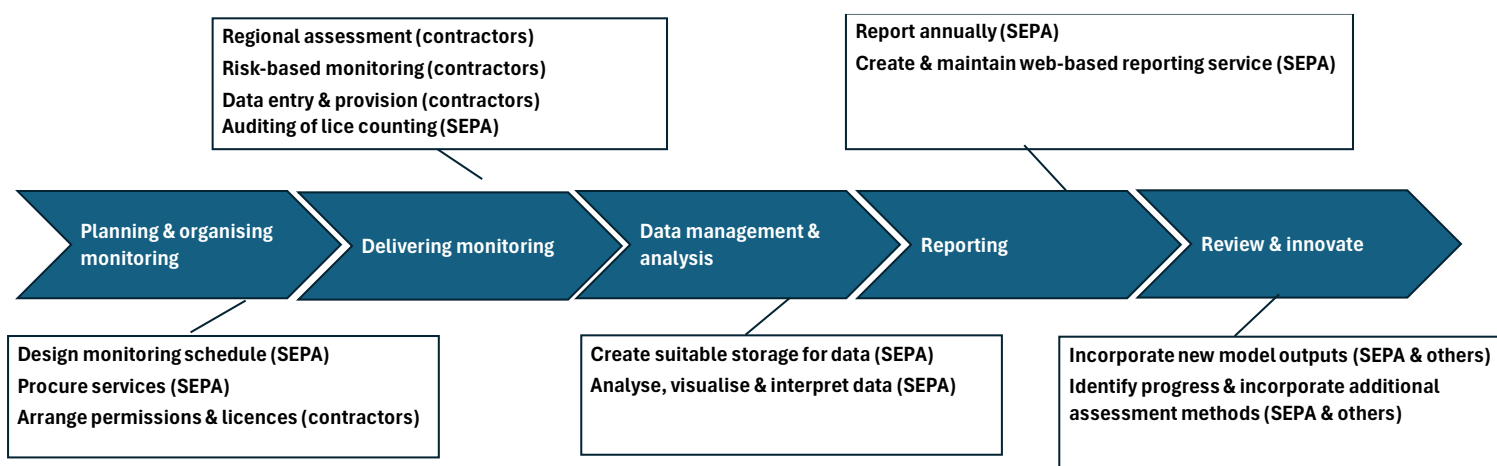 Regional assessment (contractors)
Risk-based monitoring (contractors)
Data entry & provision (contractors)
Auditing of lice counting (SEPA)
Report annually (SEPA)
Create & maintain web-based reporting service (SEPA)
Planning & organising
monitoring
Delivering monitoring
Data management &
analysis
Reporting
Review & innovate
Design monitoring schedule (SEPA)
Procure services (SEPA)
Arrange permissions & licences (contractors)
Create suitable storage for data (SEPA)
Analyse, visualise & interpret data (SEPA)
Incorporate new model outputs (SEPA & others)
Identify progress & incorporate additional
assessment methods (SEPA & others)